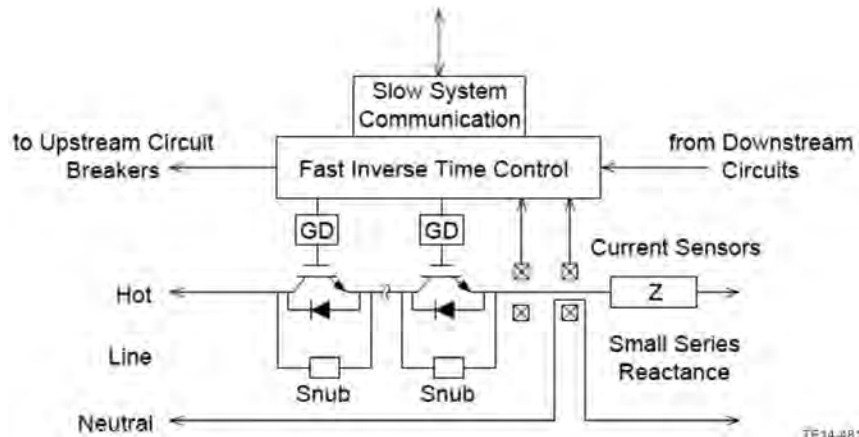 Slow System
Communication
to Upstream Circuit
Breakers
Fast Inverse Time Control
from Downstream
Circuits
GD
GD
Current Sensors
Hot
Z
Line
Snub
Snub
Small Series
Reactance
Neutral